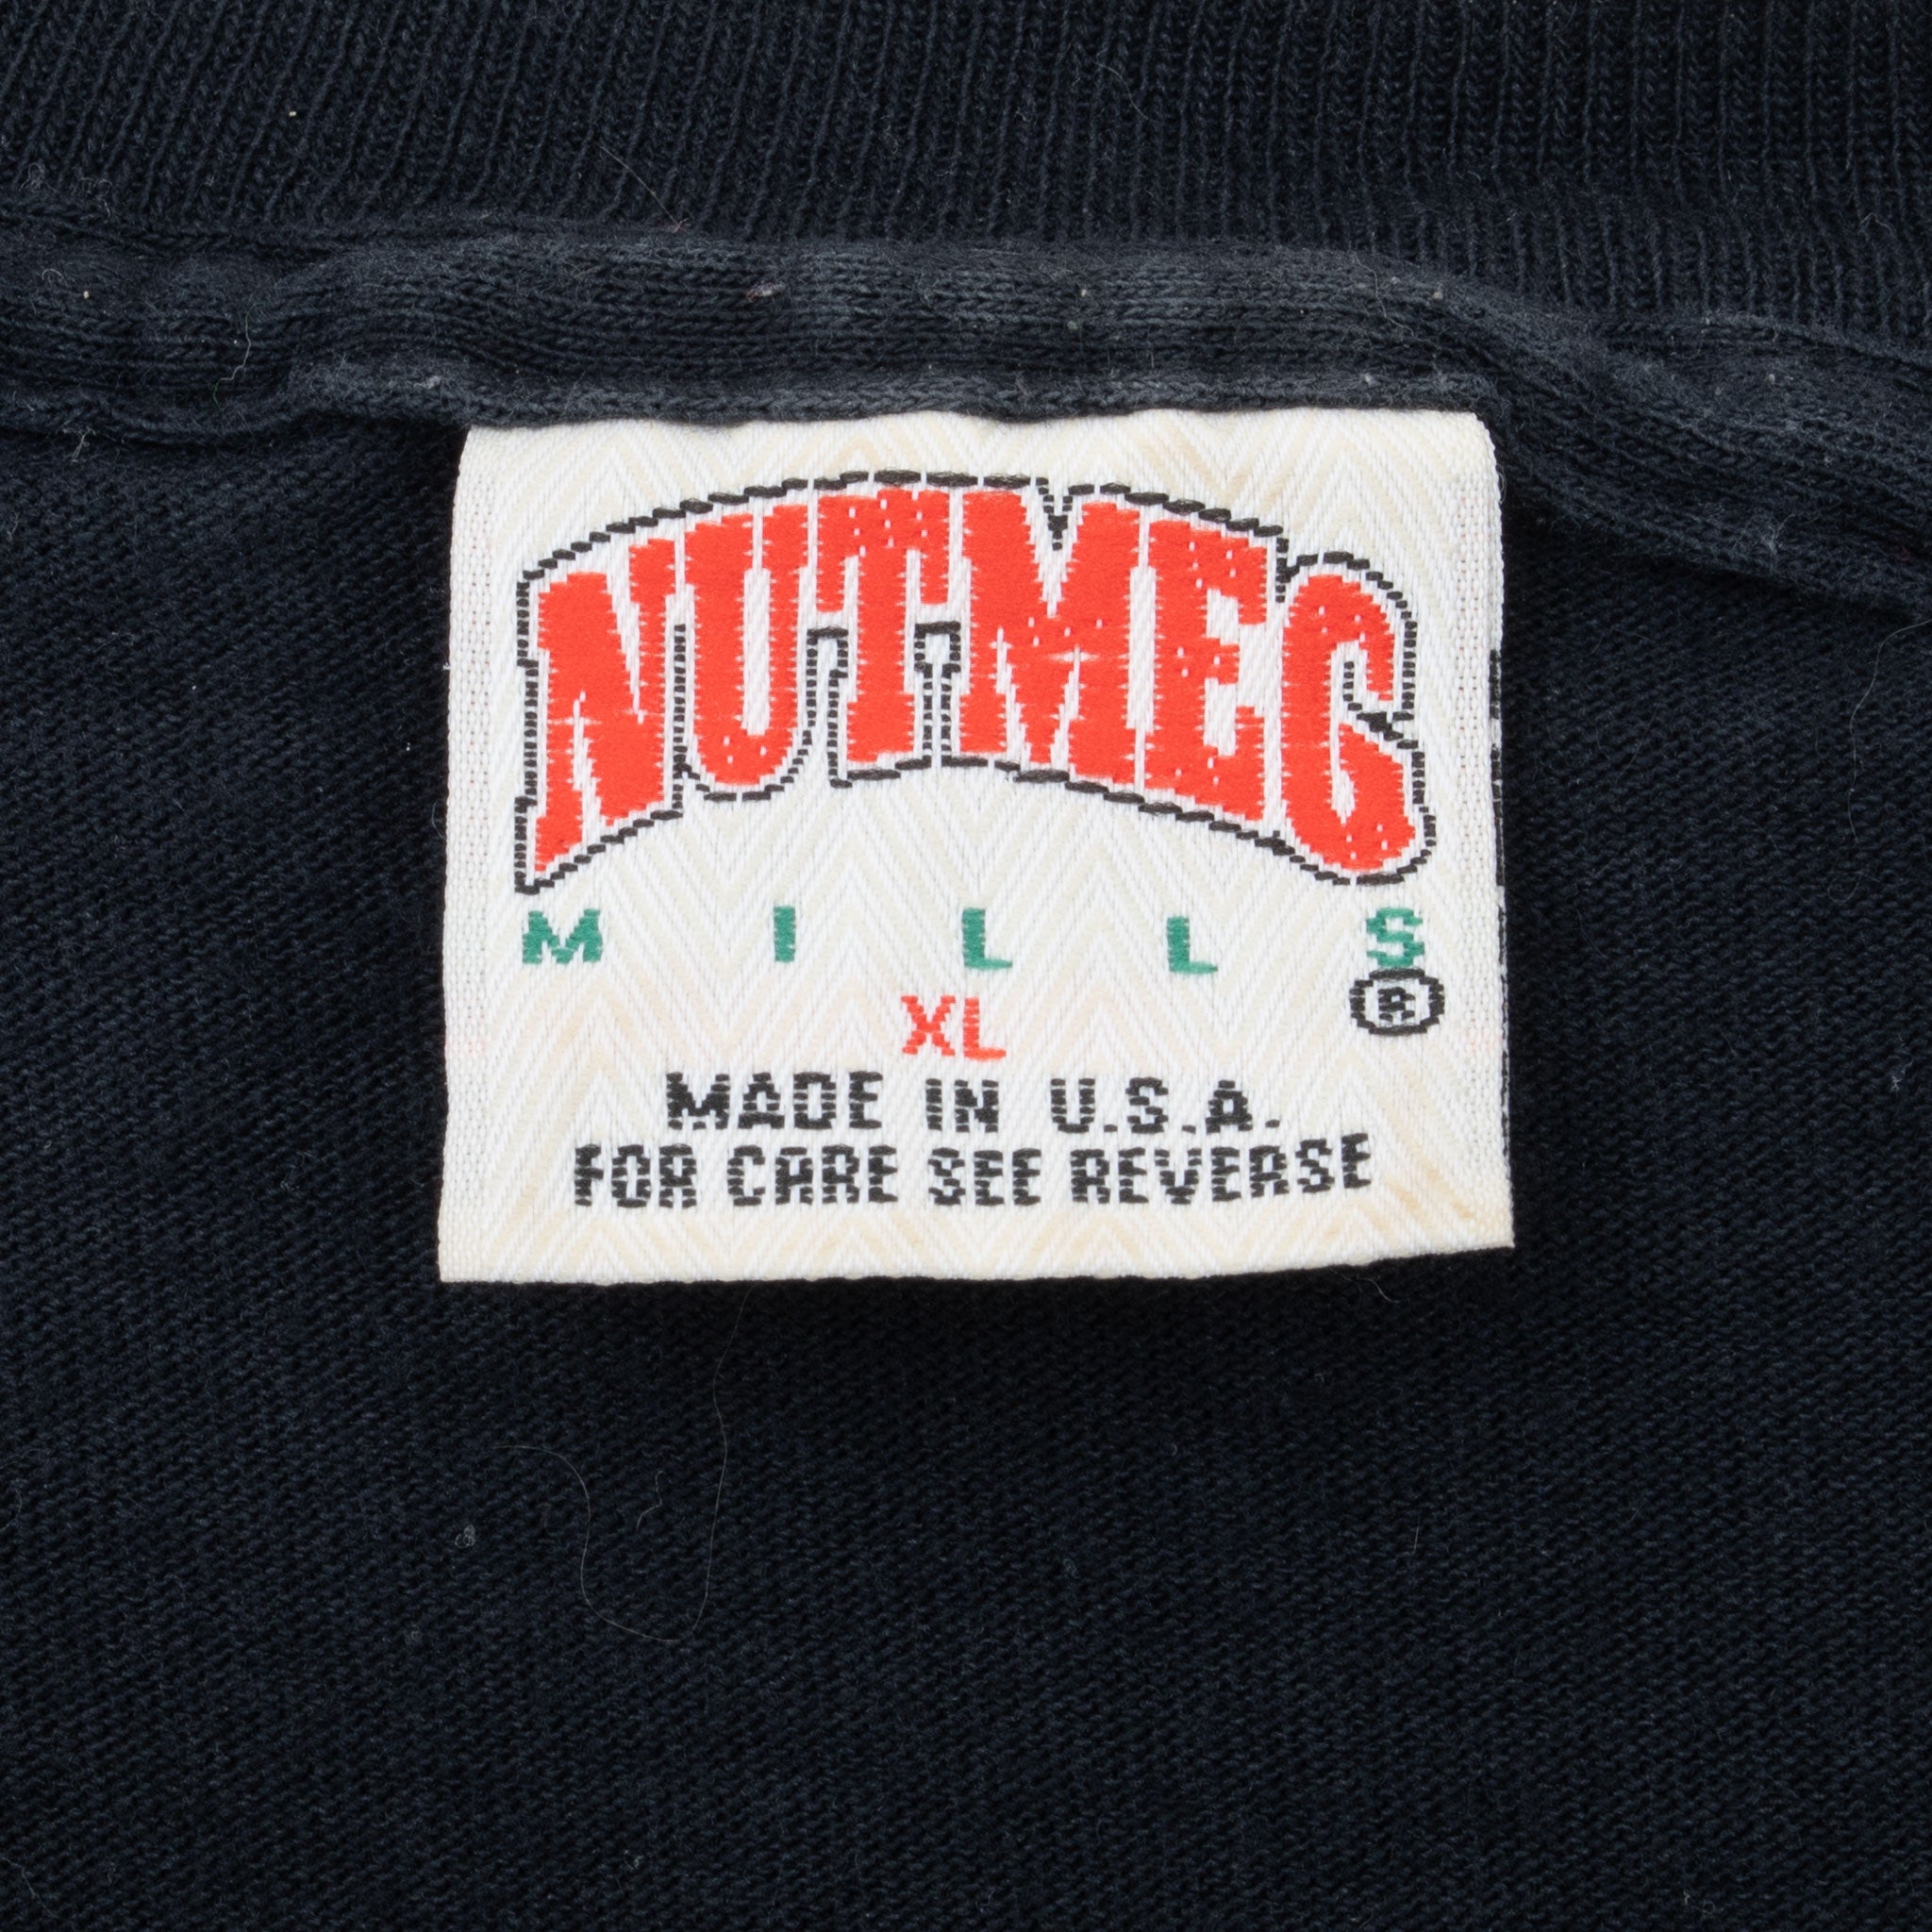 NUTMEG
MILLS
®
XL
MADE IN U.S.A.
FOR CARE SEE REVERSE